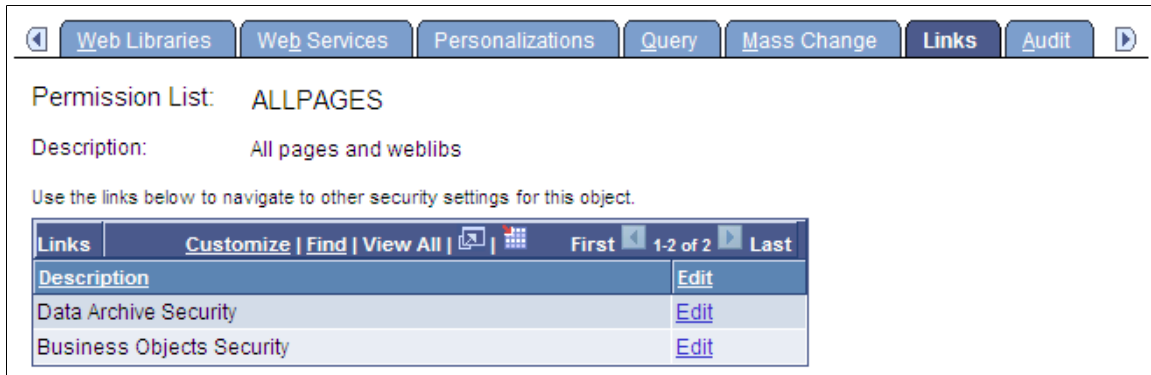 Web Libraries Web Services Personalizations Query Mass Change Links Audit
Permission List: ALLPAGES
Description: All pages and weblibs
Use the links below to navigate to other security settings for this object.
Links Customize | Find | View All | | First 1-2 of 2 Last
Description Edit
Data Archive Security Edit
Business Objects Security Edit